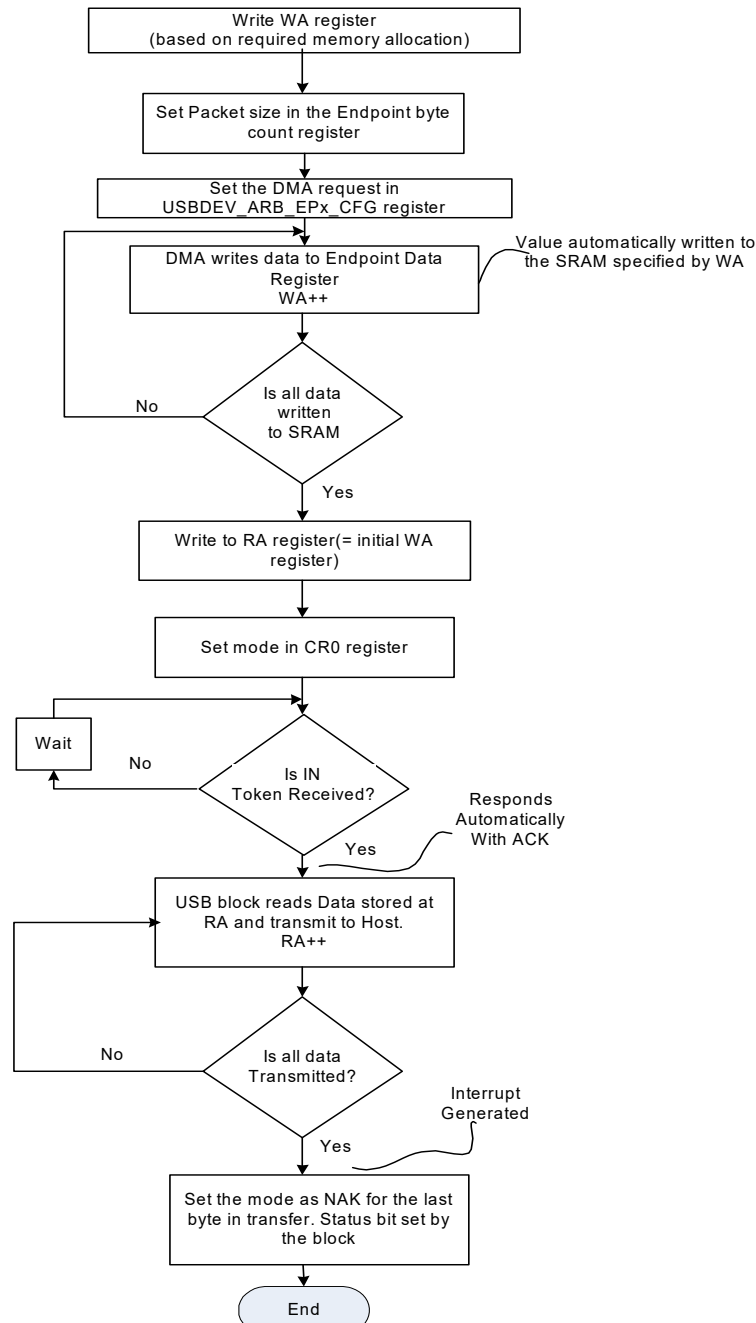 Write WA register
(based on required memory allocation)
Set Packet size in the Endpoint byte
count register
Set the DMA request in
USBDEV_ARB_EPx_CFG register
DMA writes data to Endpoint Data
Register
WA++
Value automatically written to
the SRAM specified by WA
Is all data
written
to SRAM
No
Yes
Write to RA register(= initial WA
register)
Set mode in CR0 register
Wait
No
Is IN
Token Received?
Yes
Responds
Automatically
With ACK
USB block reads Data stored at
RA and transmit to Host.
RA++
No
Is all data
Transmitted?
Yes
Interrupt
Generated
Set the mode as NAK for the last
byte in transfer. Status bit set by
the block
End